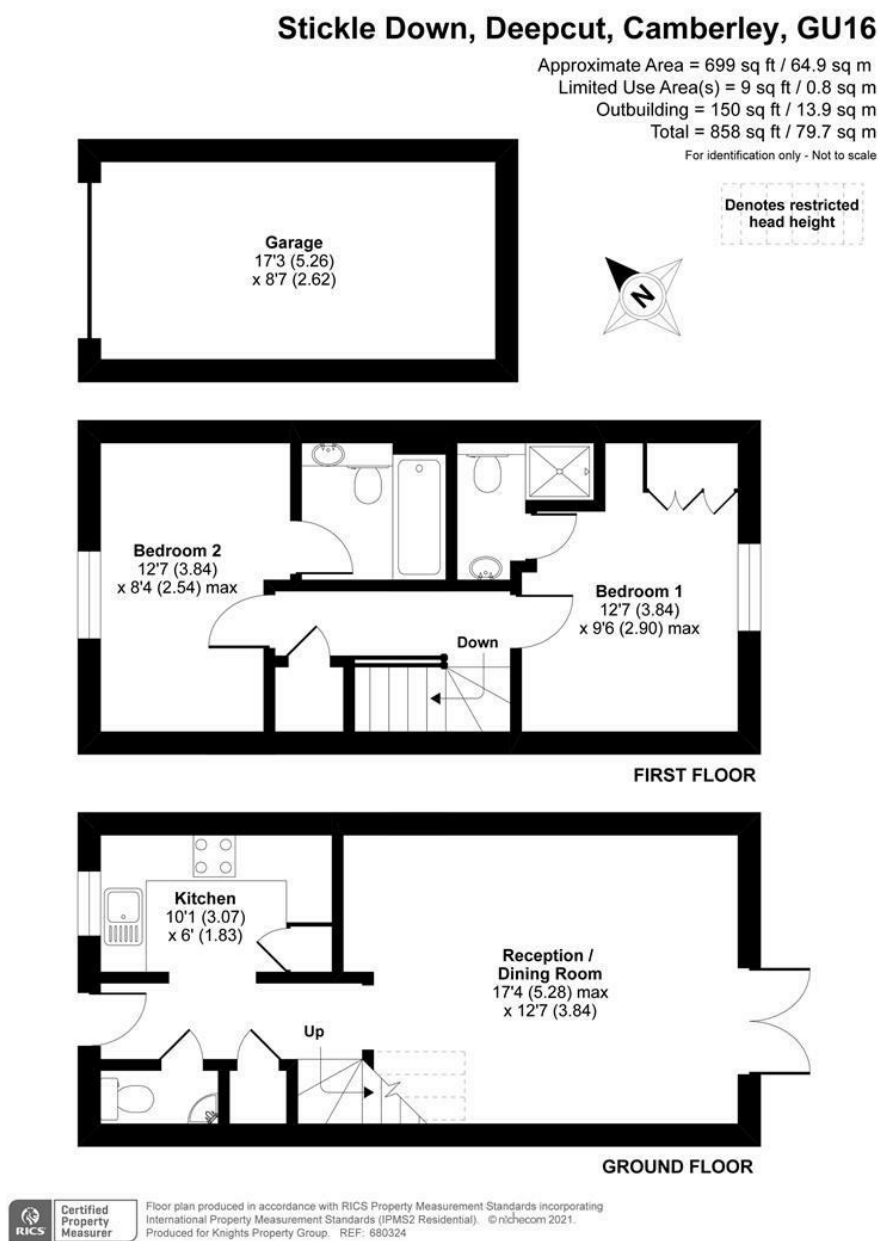 Stickle Down, Deepcut, Camberley, GU16
Approximate Area = 699 sq ft / 64.9 sq m
Limited Use Area(s) = 9 sq ft / 0.8 sq m
Outbuilding = 150 sq ft / 13.9 sq m
Total = 858 sq ft / 79.7 sq m
For identification only - Not to scale
Denotes restricted
head height
N
Garage
17'3 (5.26)
x 8'7 (2.62)
Bedroom 2
12'7 (3.84)
x 8'4 (2.54) max
Bedroom 1
12'7 (3.84)
x 9'6 (2.90) max
Down
FIRST FLOOR
Kitchen
10'1 (3.07)
x 6' (1.83)
Reception /
Dining Room
17'4 (5.28) max
x 12'7 (3.84)
Up
GROUND FLOOR
RICS
Certified
Property
Measurer
Floor plan produced in accordance with RICS Property Measurement Standards incorporating
International Property Measurement Standards (IPMS2 Residential). ©nichecom 2021.
Produced for Knights Property Group. REF: 680324